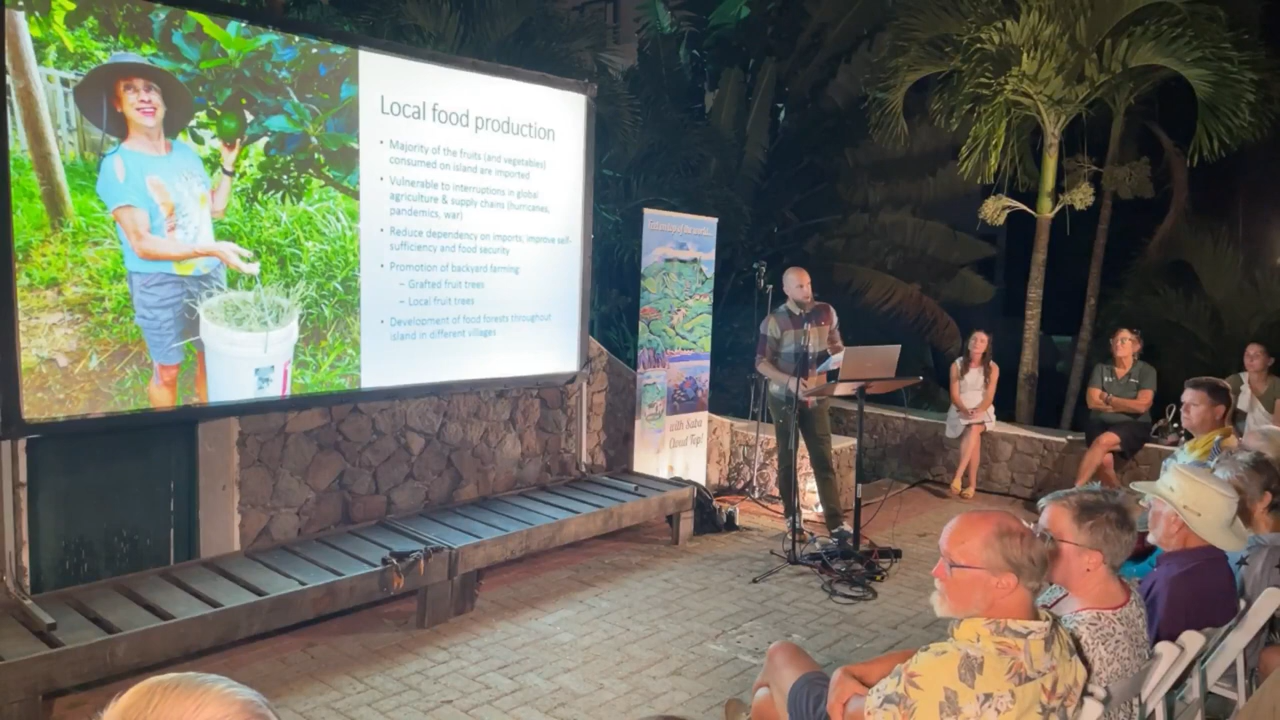 Local food production
• Majority of the fruits (and vegetables)
consumed on island are imported
• Vulnerable to interruptions in global
agriculture & supply chains (hurricanes,
pandemics, war)
• Reduce dependency on imports, improve self-
sufficiency and food security
• Promotion of backyard farming
– Grafted fruit trees
– Local fruit trees
• Development of food forests throughout
island in different villages
of the world...
with Saba
Cloud Top!